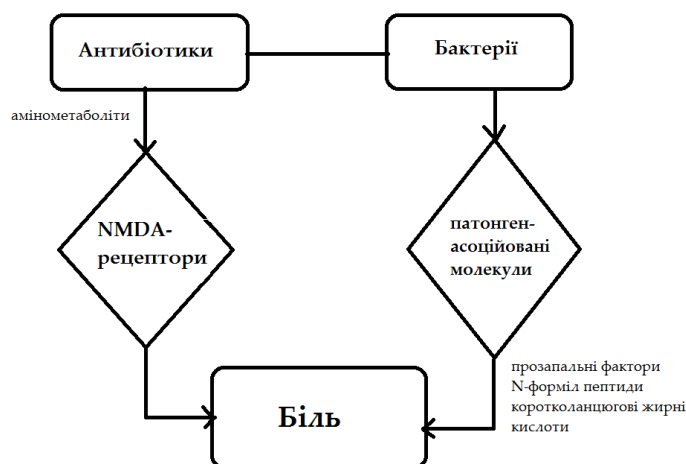 Антибіотики
Бактерії
амінометаболіти
NMDA-
рецептори
патонген-
асоційовані
молекули
прозапальні фактори
N-форміл пептиди
коротколанцюгові жирні
кислоти
Біль